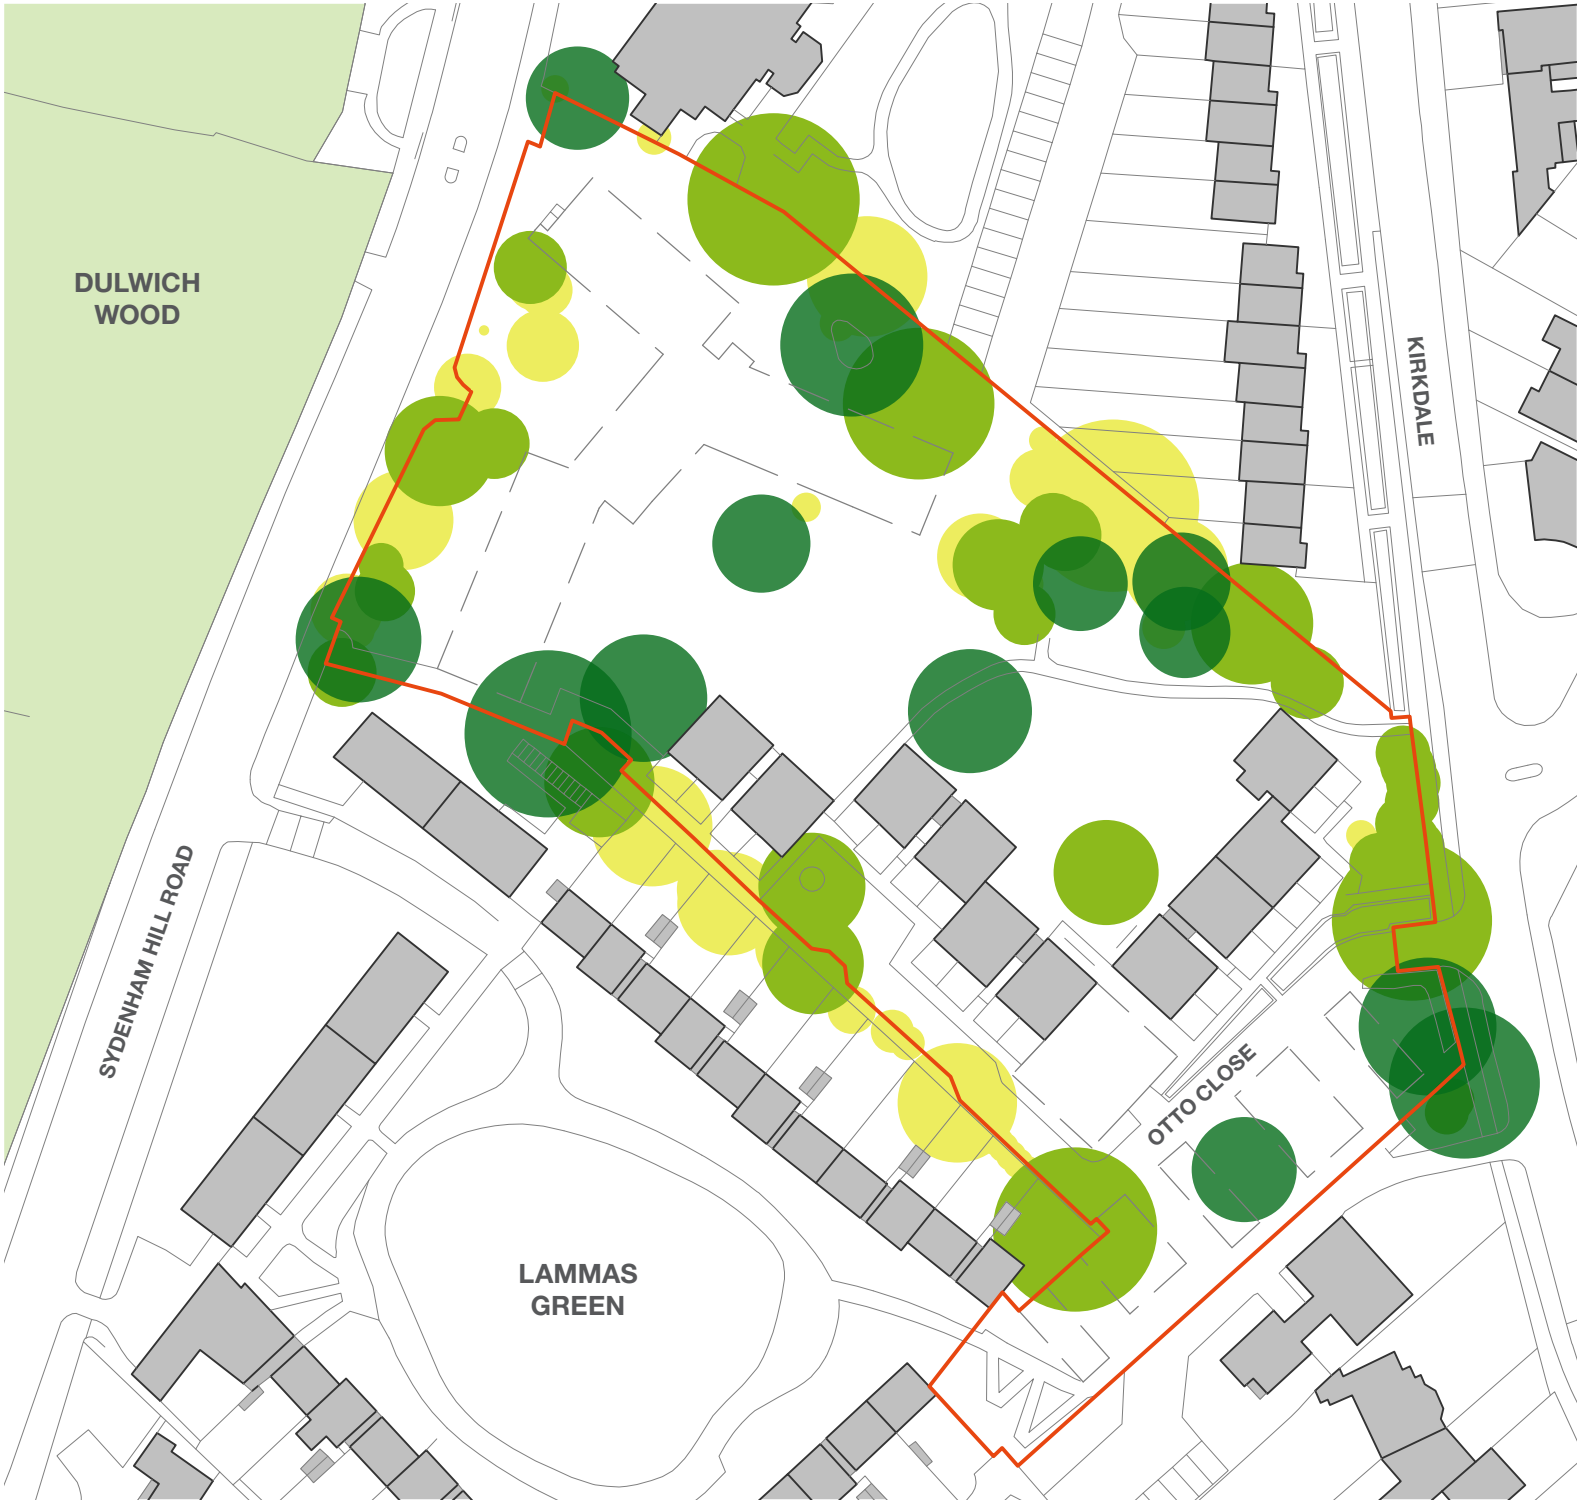 DULWICH
WOOD
KIRKDALE
SYDENHAM HILL ROAD
OTTO CLOSE
LAMMAS
GREEN